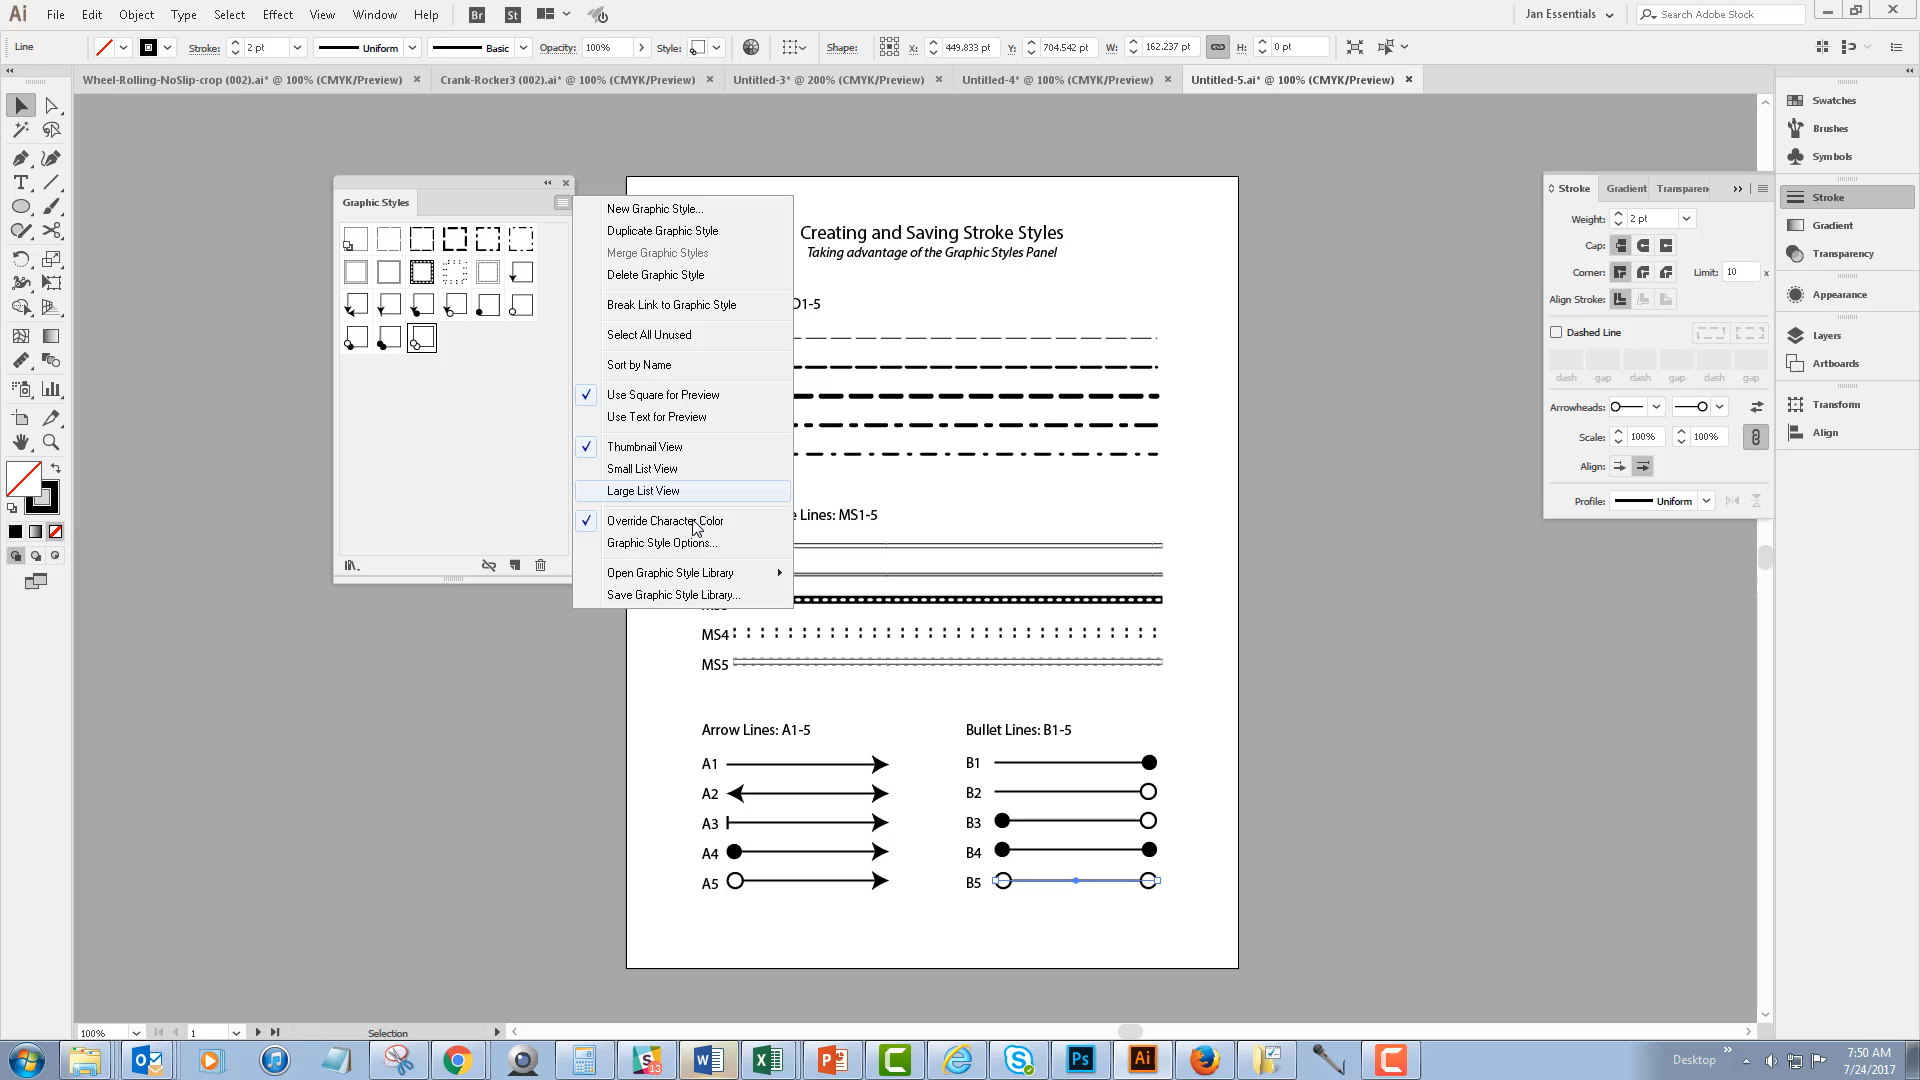 Ai File Edit Object Type Select Effect View Window Help Br St Jan Essentials Search Adobe Stock
Line Stroke: 2 pt Uniform Basic Opacity: 100% Style: Shape: X: 449.833 pt Y: 704.542 pt W: 162.237 pt H: 0 pt
Wheel-Rolling-NoSlip-crop (002).ai* @ 100% (CMYK/Preview) Crank-Rocker3 (002).ai* @ 100% (CMYK/Preview) Untitled-3* @ 200% (CMYK/Preview) Untitled-4* @ 100% (CMYK/Preview) Untitled-5.ai* @ 100% (CMYK/Preview)
Graphic Styles
New Graphic Style...
Duplicate Graphic Style
Merge Graphic Styles
Delete Graphic Style
Break Link to Graphic Style
Select All Unused
Sort by Name
Use Square for Preview
Use Text for Preview
Thumbnail View
Small List View
Large List View
Override Character Color
Graphic Style Options...
Open Graphic Style Library
Save Graphic Style Library...
Creating and Saving Stroke Styles
Taking advantage of the Graphic Styles Panel
D1-5
e Lines: MS1-5
MS4
MS5
Arrow Lines: A1-5
A1
A2
A3
A4
A5
Bullet Lines: B1-5
B1
B2
B3
B4
B5
Stroke Gradient Transparen
Weight: 2 pt
Cap:
Corner: Limit: 10 x
Align Stroke:
Dashed Line
dash gap dash gap dash gap
Arrowheads:
Scale: 100% 100%
Align:
Profile: Uniform
Swatches
Brushes
Symbols
Stroke
Gradient
Transparency
Appearance
Layers
Artboards
Transform
Align
100% 1 Selection
13 Ps Ai Desktop 7:50 AM
7/24/2017